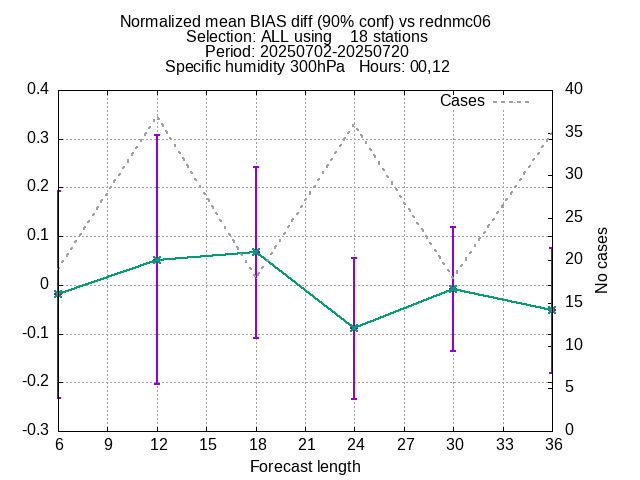 Normalized mean BIAS diff (90% conf) vs rednmc06
Selection: ALL using    18 stations
Period: 20250702-20250720
Specific humidity 300hPa   Hours: 00,12
Cases
0.4
0.3
0.2
0.1
0
-0.1
-0.2
-0.3
40
35
30
25
20
15
10
5
0
No cases
6 9 12 15 18 21 24 27 30 33 36
Forecast length